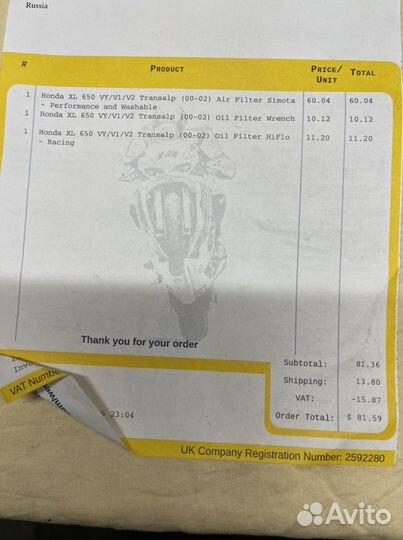 Russia
# PRODUCT PRICE/UNIT TOTAL
1 Honda XL 650 VY/V1/V2 Transalp (00-02) Air Filter Simota 60.04 60.04
- Performance and Washable
1 Honda XL 650 VY/V1/V2 Transalp (00-02) Oil Filter Wrench 10.12 10.12
1 Honda XL 650 VY/V1/V2 Transalp (00-02) Oil Filter HiFlo 11.20 11.20
- Racing
Thank you for your order
Subtotal: 81.36
Shipping: 13.80
VAT: -15.87
Order Total: $ 81.59
VAT Number
23:04
UK Company Registration Number: 2592280
Avito